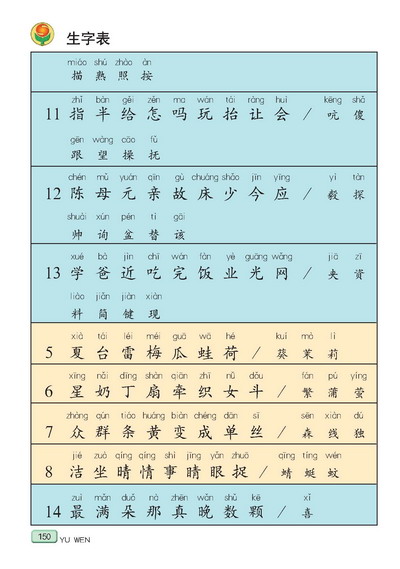 生字表
miáo shú zhào àn
描 熟 照 按
zhǐ bàn gěi zěn ma wán tái ràng huì kēng shǎ
11 指 半 给 怎 吗 玩 抬 让 会 / 吭 傻
gēn wàng cāo fǔ
跟 望 操 抚
chén mǔ yuán qīn gù chuáng shǎo jīn yīng yì tàn
12 陈 母 元 亲 故 床 少 今 应 / 毅 探
shuài xún pén tì gāi
帅 询 盆 替 该
xué bà jìn chī wán fàn yè guāng wǎng jiā zī
13 学 爸 近 吃 完 饭 业 光 网 / 夹 资
liào jiǎn jiàn xiàn
料 简 健 现
xià tái léi méi guā wā hé kuí mò lì
5 夏 台 雷 梅 瓜 蛙 荷 / 葵 茉 莉
xīng nǎi dīng shàn qiān zhī nǚ dǒu fán pú yíng
6 星 奶 丁 扇 牵 织 女 斗 / 繁 蒲 萤
zhòng qún tiáo huáng biàn chéng dān sī sēn xiàn dú
7 众 群 条 黄 变 成 单 丝 / 森 线 独
jié zuò qíng qíng shì jīng yǎn zhuō qīng tíng wén
8 洁 坐 晴 情 事 睛 眼 捉 / 蜻 蜓 蚊
zuì mǎn duǒ nà zhēn wǎn shǔ kē xǐ
14 最 满 朵 那 真 晚 数 颗 / 喜
150 YU WEN